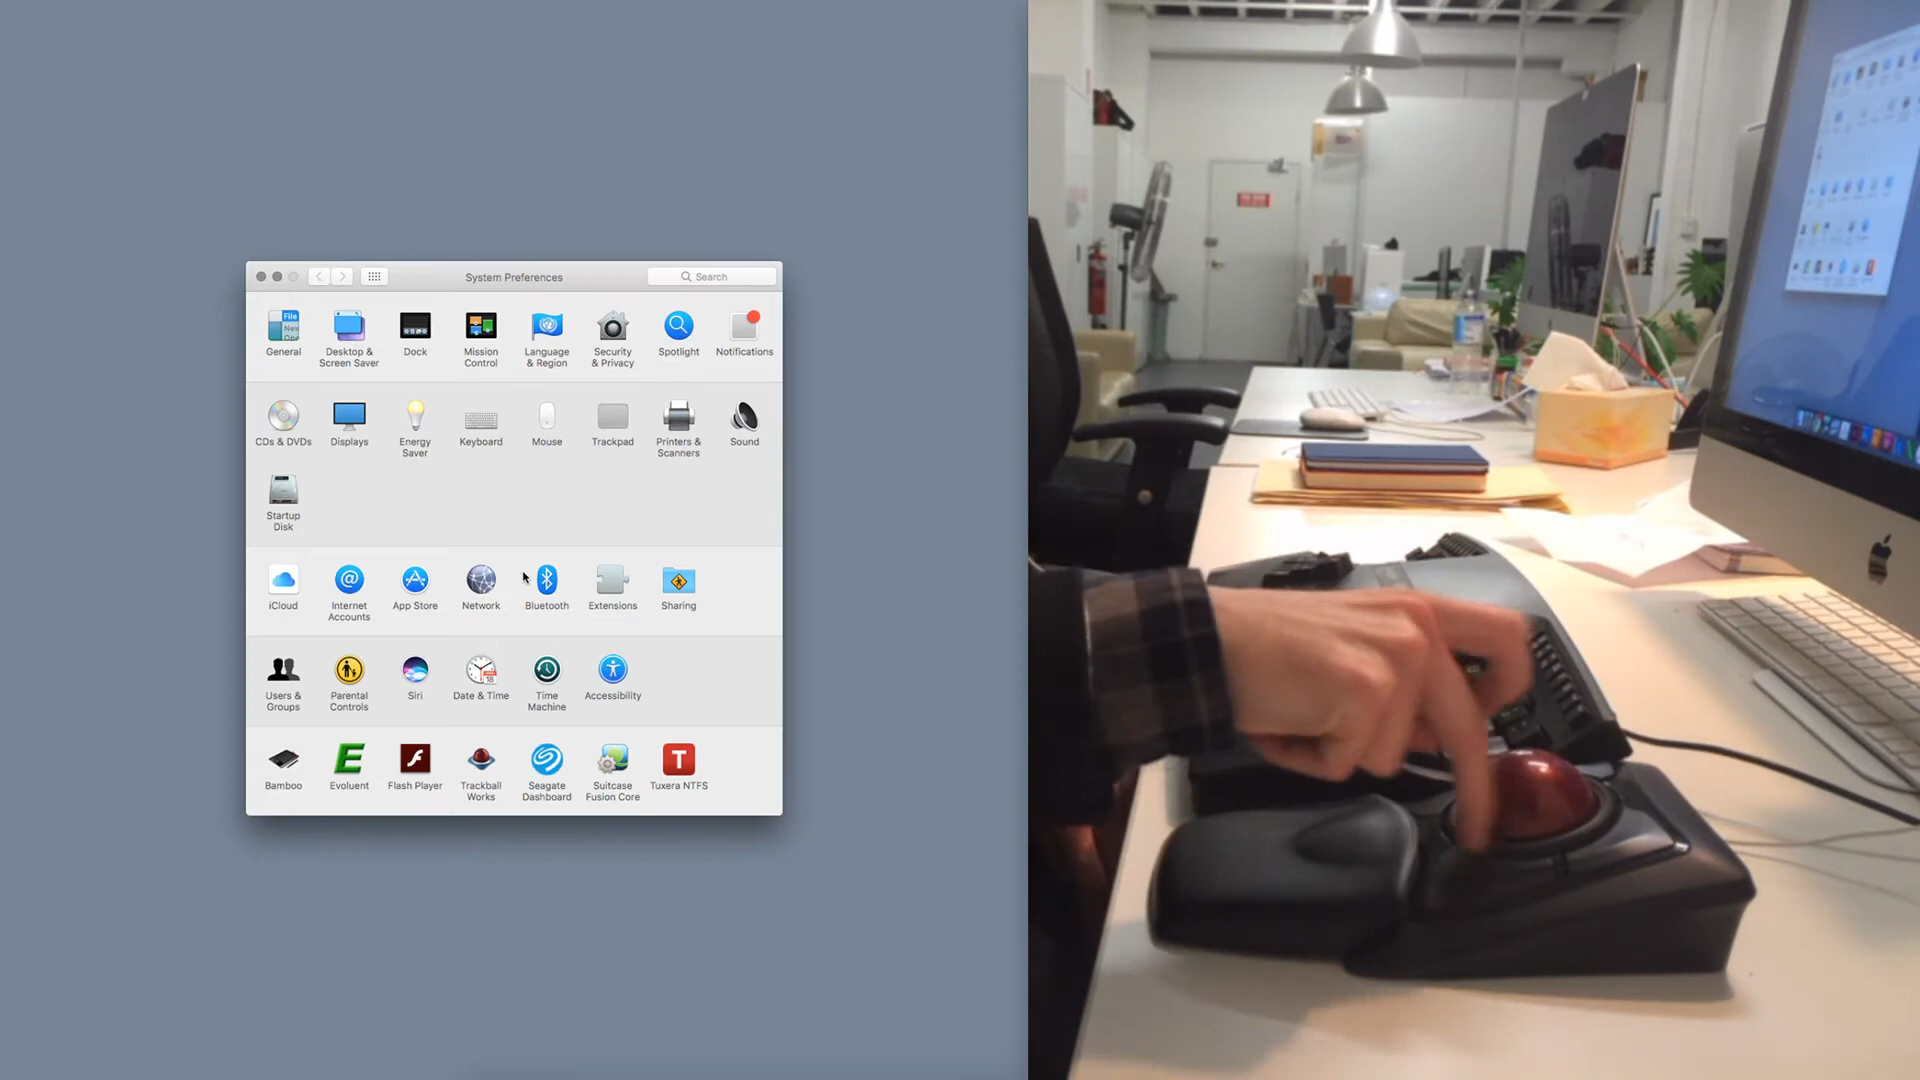 System Preferences
Search
File
New
General
Desktop &
Screen Saver
Dock
Mission
Control
Language
& Region
Security
& Privacy
Spotlight
Notifications
CDs & DVDs
Displays
Energy
Saver
Keyboard
Mouse
Trackpad
Printers &
Scanners
Sound
Startup
Disk
iCloud
Internet
Accounts
App Store
Network
Bluetooth
Extensions
Sharing
Users &
Groups
Parental
Controls
Siri
18
Date & Time
Time
Machine
Accessibility
Bamboo
E
Evoluent
Flash Player
Trackball
Works
Seagate
Dashboard
Suitcase
Fusion Core
T
Tuxera NTFS